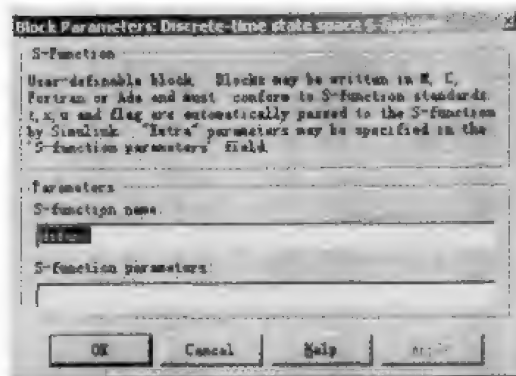 Block Parameters: Discrete-time state space S-
S-Function
User-definable block. Blocks may be written in M, C,
Fortran or Ada and must conform to S-function standards.
t,x,u and flag are automatically passed to the S-function
by Simulink. "Extra" parameters may be specified in the
'S-function parameters' field.
Parameters
S-function name:
S-function parameters:
OK
Cancel
Help
Apply